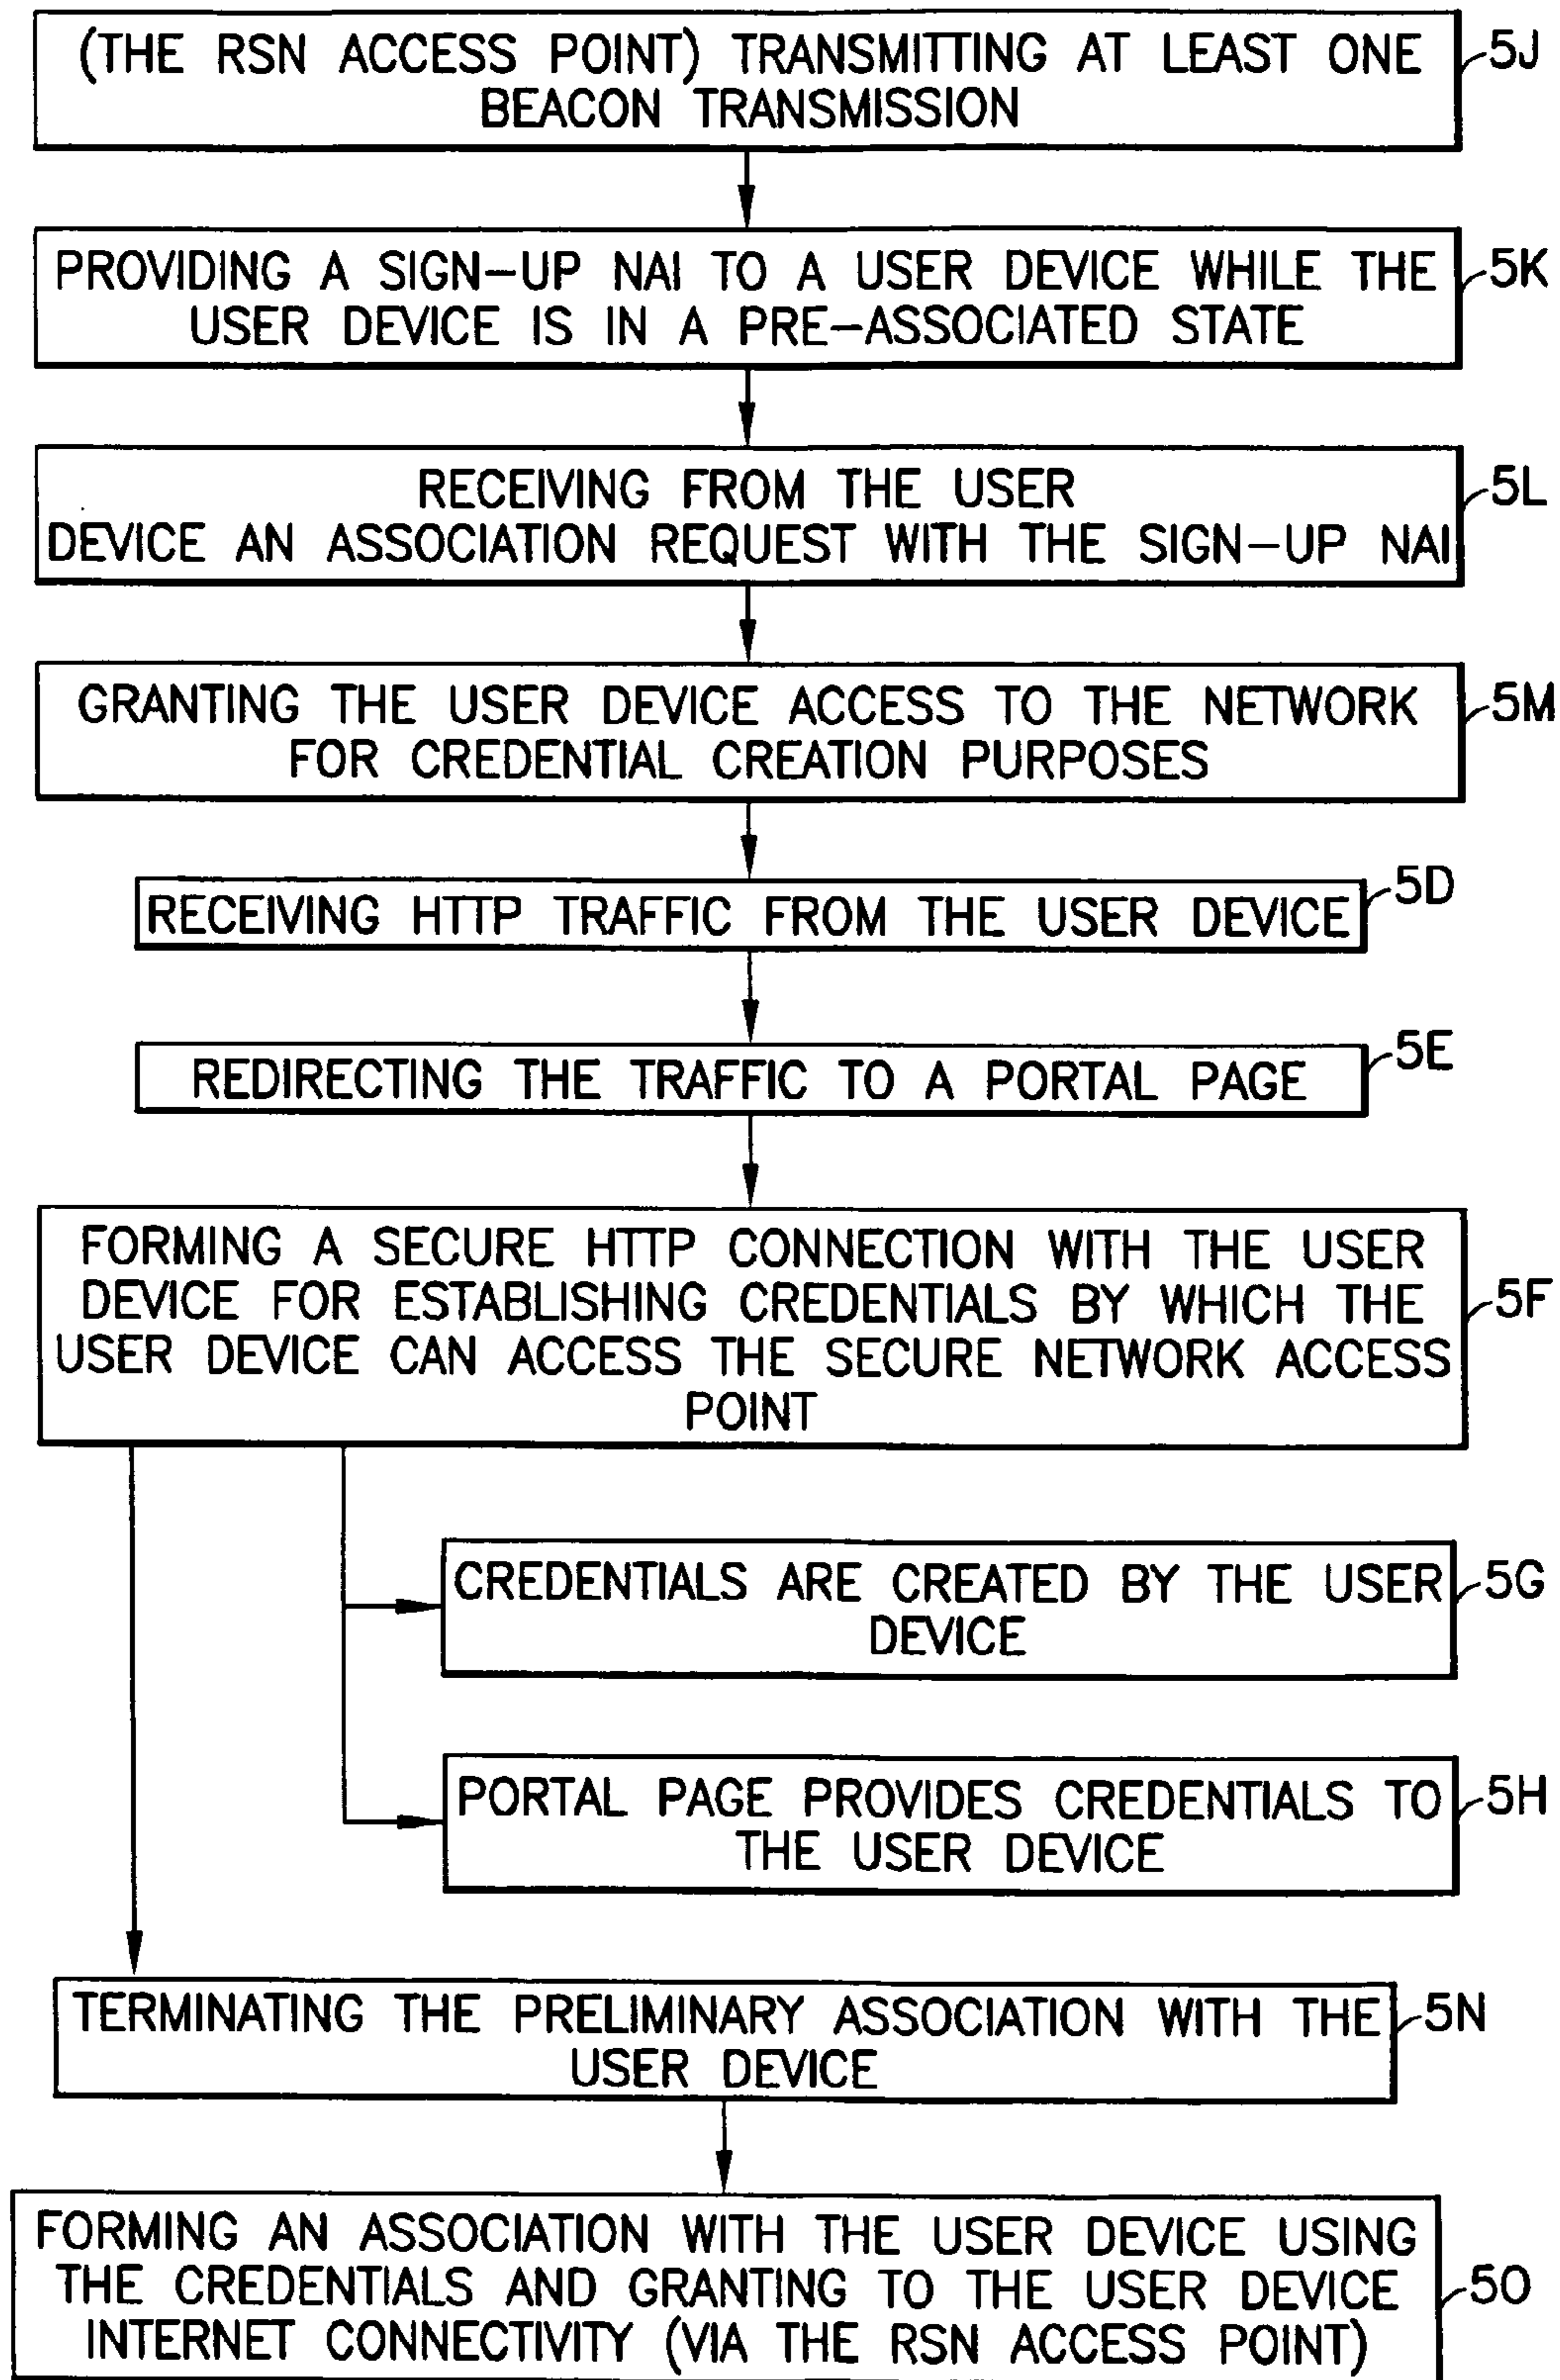 (THE RSN ACCESS POINT) TRANSMITTING AT LEAST ONE
BEACON TRANSMISSION
5J
PROVIDING A SIGN-UP NAI TO A USER DEVICE WHILE THE
USER DEVICE IS IN A PRE-ASSOCIATED STATE
5K
RECEIVING FROM THE USER
DEVICE AN ASSOCIATION REQUEST WITH THE SIGN-UP NAI
5L
GRANTING THE USER DEVICE ACCESS TO THE NETWORK
FOR CREDENTIAL CREATION PURPOSES
5M
RECEIVING HTTP TRAFFIC FROM THE USER DEVICE
5D
REDIRECTING THE TRAFFIC TO A PORTAL PAGE
5E
FORMING A SECURE HTTP CONNECTION WITH THE USER
DEVICE FOR ESTABLISHING CREDENTIALS BY WHICH THE
USER DEVICE CAN ACCESS THE SECURE NETWORK ACCESS
POINT
5F
CREDENTIALS ARE CREATED BY THE USER
DEVICE
5G
PORTAL PAGE PROVIDES CREDENTIALS TO
THE USER DEVICE
5H
TERMINATING THE PRELIMINARY ASSOCIATION WITH THE
USER DEVICE
5N
FORMING AN ASSOCIATION WITH THE USER DEVICE USING
THE CREDENTIALS AND GRANTING TO THE USER DEVICE
INTERNET CONNECTIVITY (VIA THE RSN ACCESS POINT)
5O